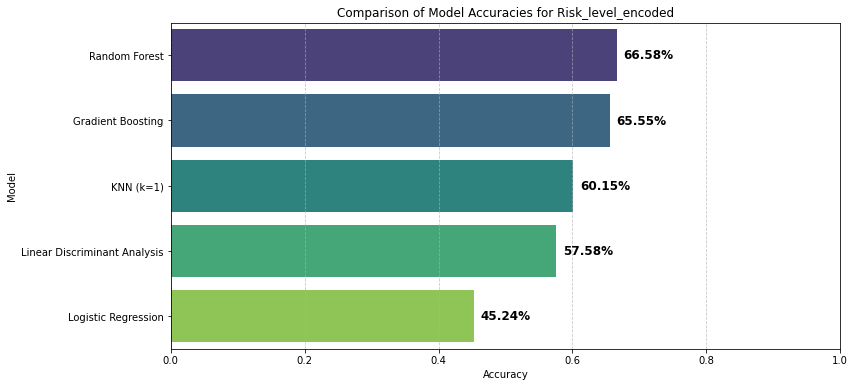 Comparison of Model Accuracies for Risk_level_encoded
Random Forest
66.58%
Gradient Boosting
65.55%
KNN (k=1)
60.15%
Linear Discriminant Analysis
57.58%
Logistic Regression
45.24%
Model
0.0 0.2 0.4 0.6 0.8 1.0
Accuracy